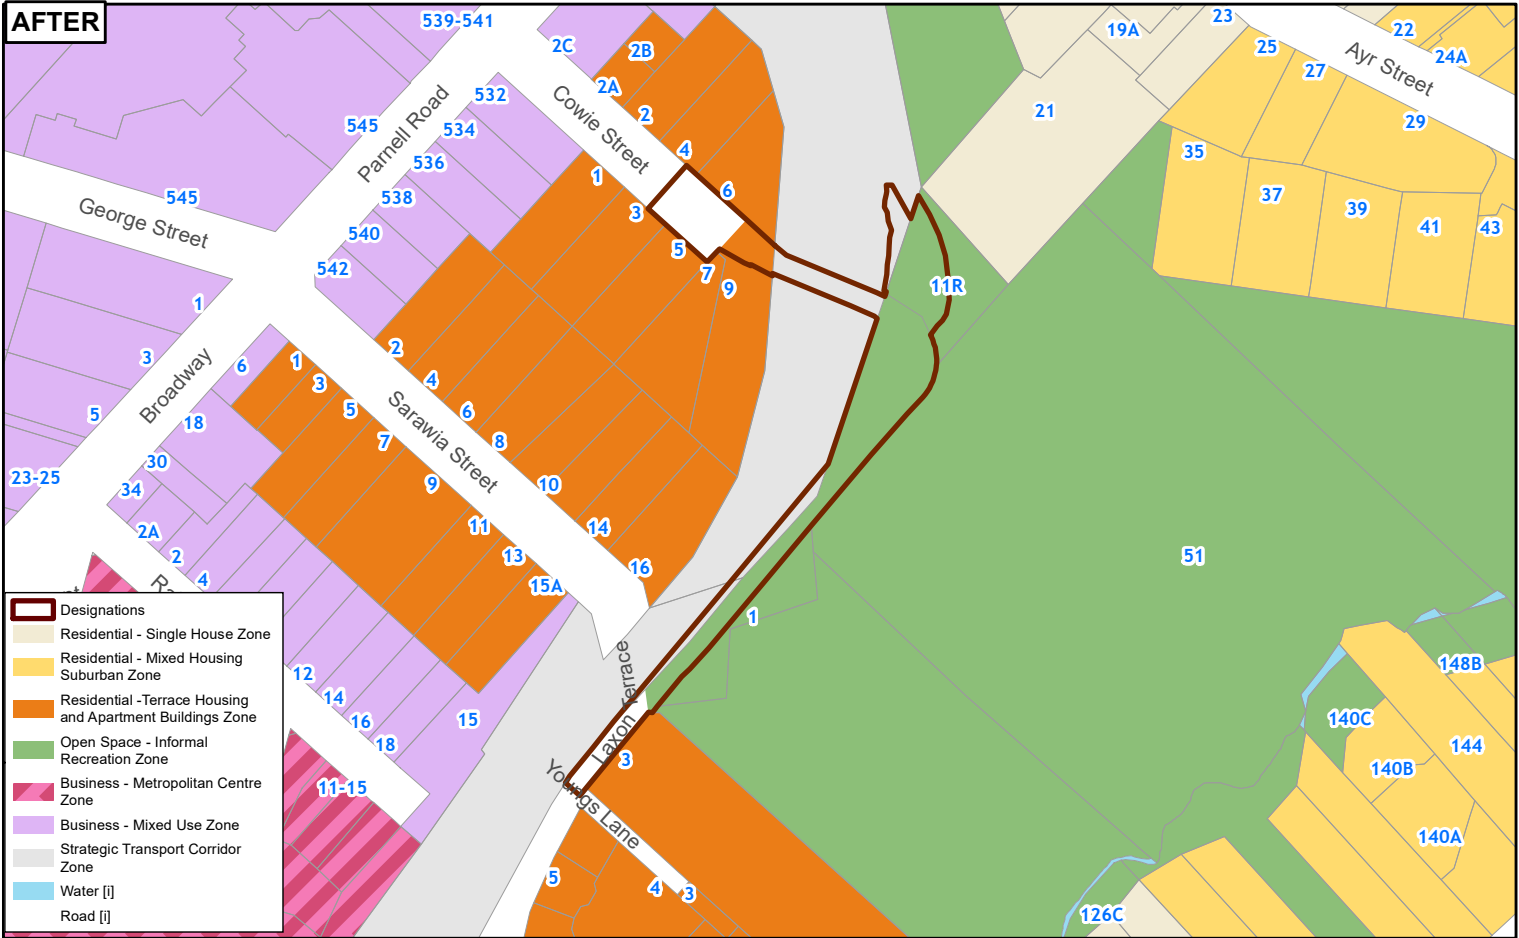 AFTER
539-541
2C
2B
2A
2
4
6
532
534
536
538
540
542
545
545
Parnell Road
Cowie Street
George Street
1
3
5
7
9
19A
23
21
25
27
22
24A
Ayr Street
29
35
37
39
41
43
11R
1
3
5
23-25
Broadway
6
18
30
34
2A
2
4
1
3
5
7
9
11
13
15A
Sarawia Street
2
4
6
8
10
14
16
51
1
Laxon Terrace
3
Youngs Lane
5
4
3
12
14
16
18
15
11-15
148B
140C
144
140B
140A
126C
Designations
Residential - Single House Zone
Residential - Mixed Housing
Suburban Zone
Residential -Terrace Housing
and Apartment Buildings Zone
Open Space - Informal
Recreation Zone
Business - Metropolitan Centre
Zone
Business - Mixed Use Zone
Strategic Transport Corridor
Zone
Water [i]
Road [i]